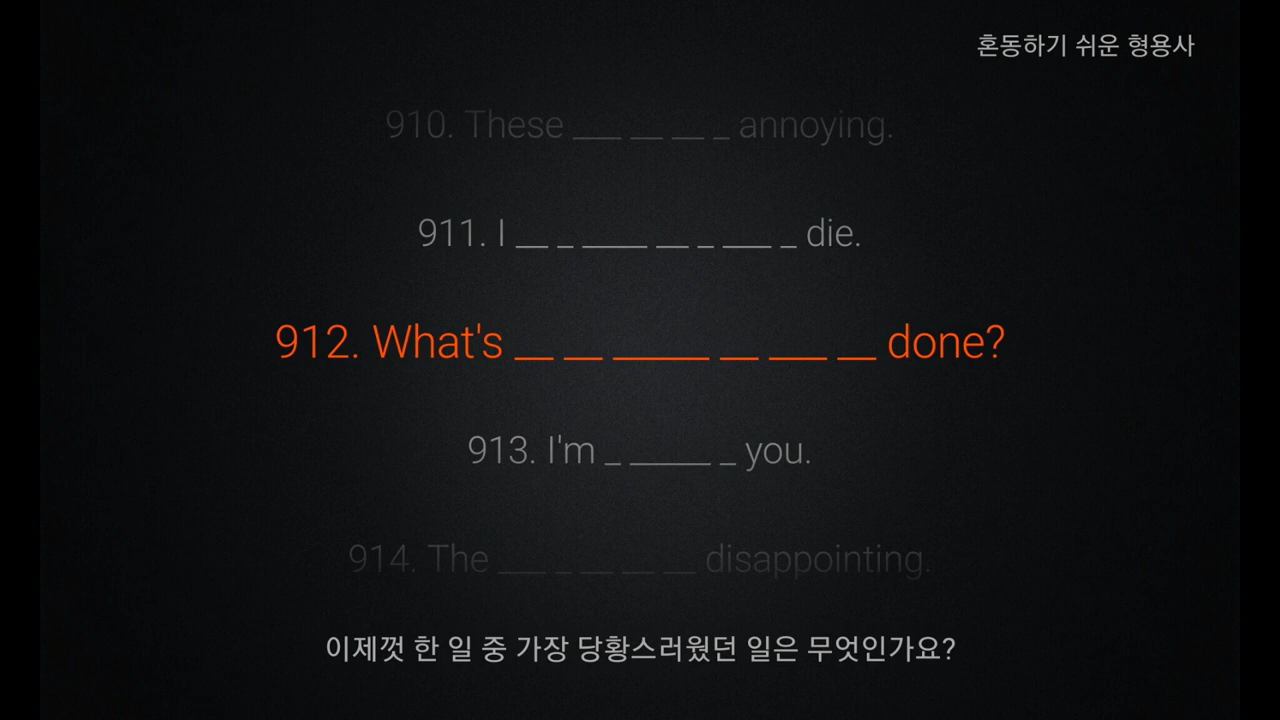 혼동하기 쉬운 형용사
910. These ___ __ __ _ annoying.
911. I __ _ ____ __ _ ___ _ die.
912. What's __ __ _____ __ ___ __ done?
913. I'm _ _____ _ you.
914. The ___ _ __ __ __ disappointing.
이제껏 한 일 중 가장 당황스러웠던 일은 무엇인가요?